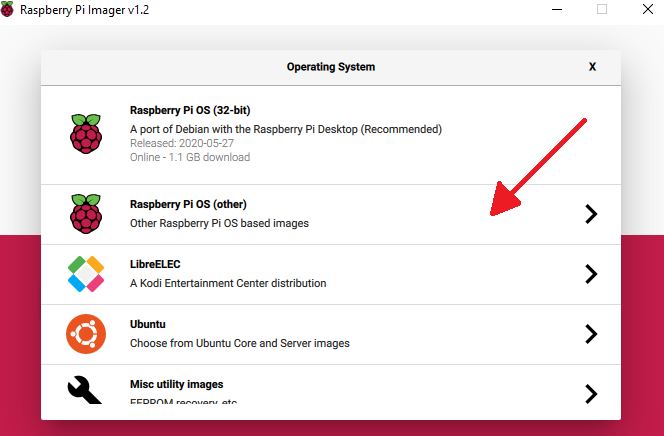 Raspberry Pi Imager v1.2
Operating System
X
Raspberry Pi OS (32-bit)
A port of Debian with the Raspberry Pi Desktop (Recommended)
Released: 2020-05-27
Online - 1.1 GB download
Raspberry Pi OS (other)
Other Raspberry Pi OS based images
LibreELEC
A Kodi Entertainment Center distribution
Ubuntu
Choose from Ubuntu Core and Server images
Misc utility images
EEPROM recovery, etc.